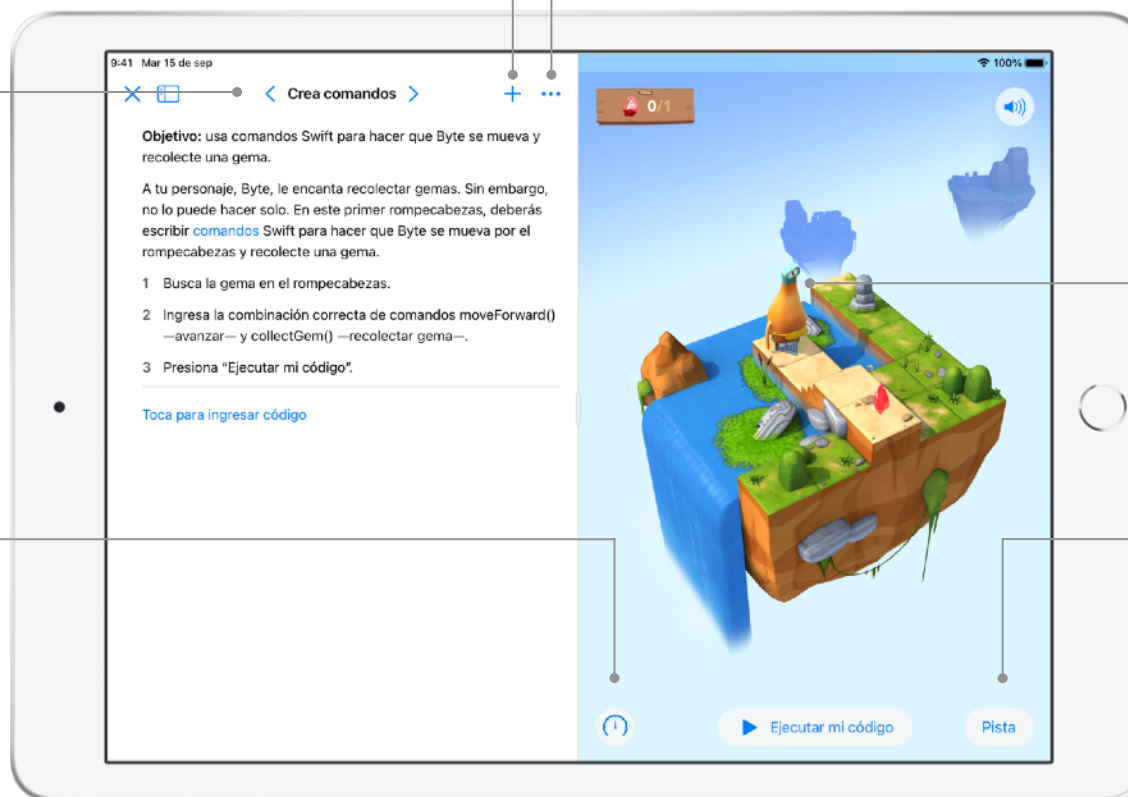 9:41 Mar 15 de sep
100%
Crea comandos
Objetivo: usa comandos Swift para hacer que Byte se mueva y
recolecte una gema.
A tu personaje, Byte, le encanta recolectar gemas. Sin embargo,
no lo puede hacer solo. En este primer rompecabezas, deberás
escribir comandos Swift para hacer que Byte se mueva por el
rompecabezas y recolecte una gema.
1 Busca la gema en el rompecabezas.
2 Ingresa la combinación correcta de comandos moveForward()
—avanzar— y collectGem() —recolectar gema—.
3 Presiona “Ejecutar mi código”.
Toca para ingresar código
0/1
Ejecutar mi código
Pista